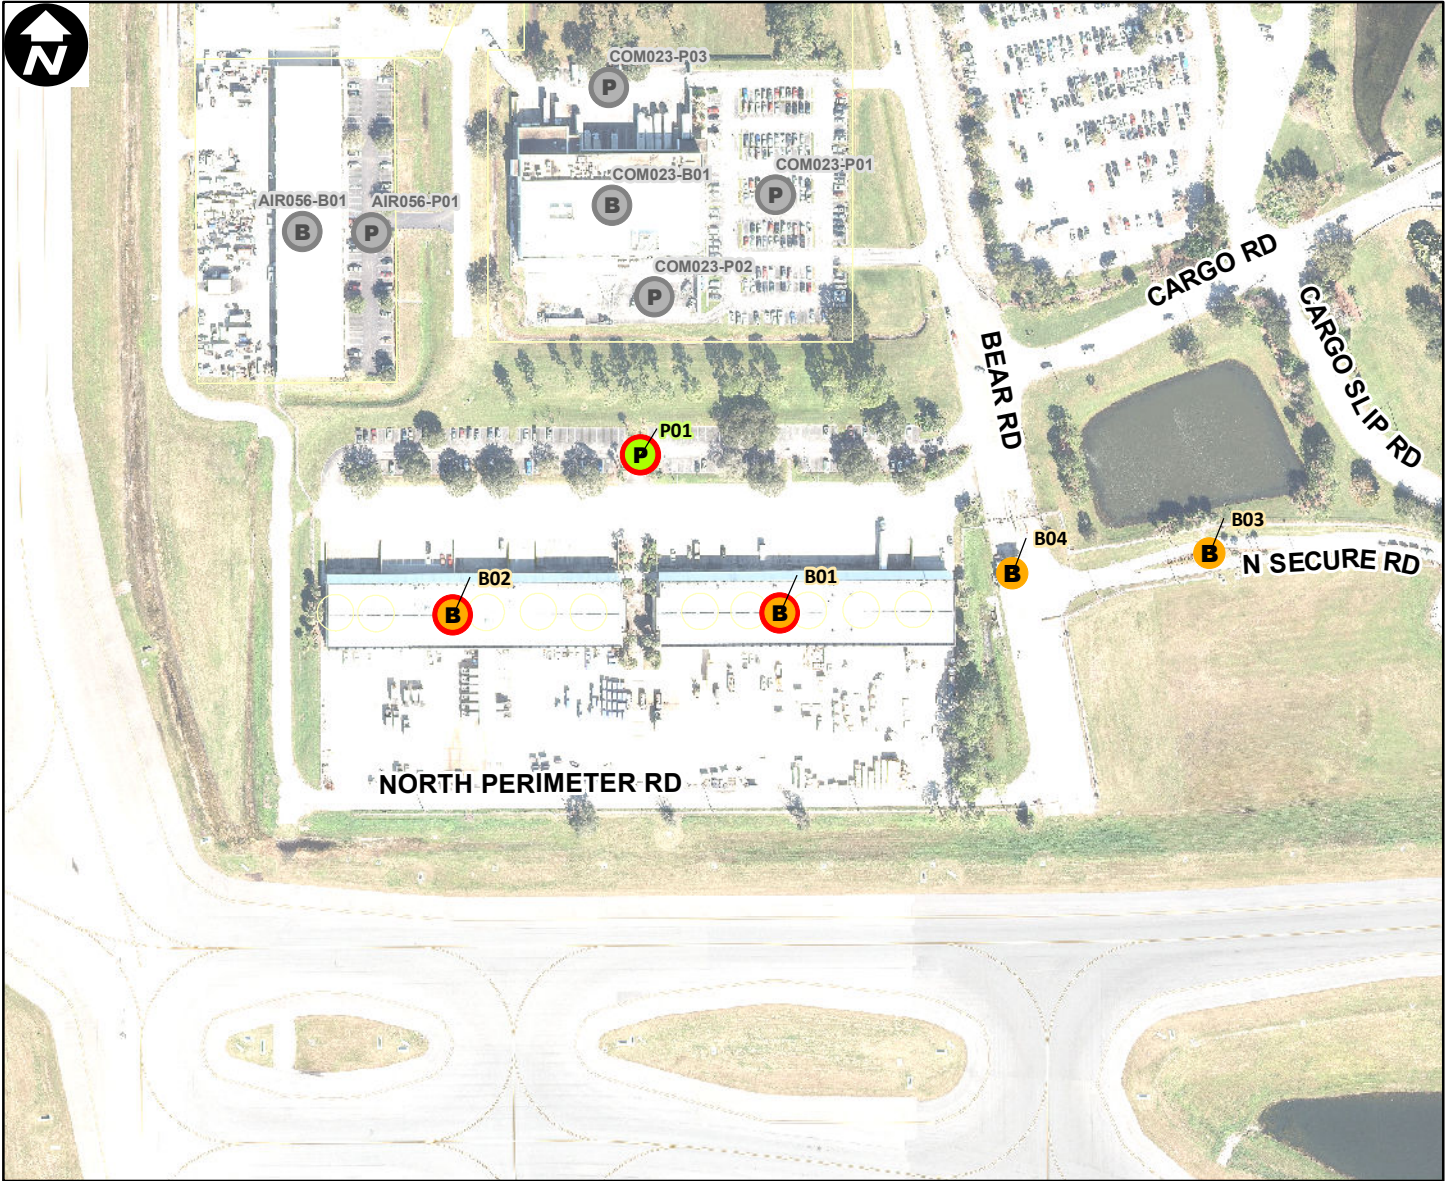 N
COM023-P03
P
COM023-P01
P
COM023-B01
B
AIR056-B01
B
AIR056-P01
P
COM023-P02
P
CARGO RD
CARGO SLIP RD
BEAR RD
P01
P
B03
B
B04
B
N SECURE RD
B02
B
B01
B
NORTH PERIMETER RD